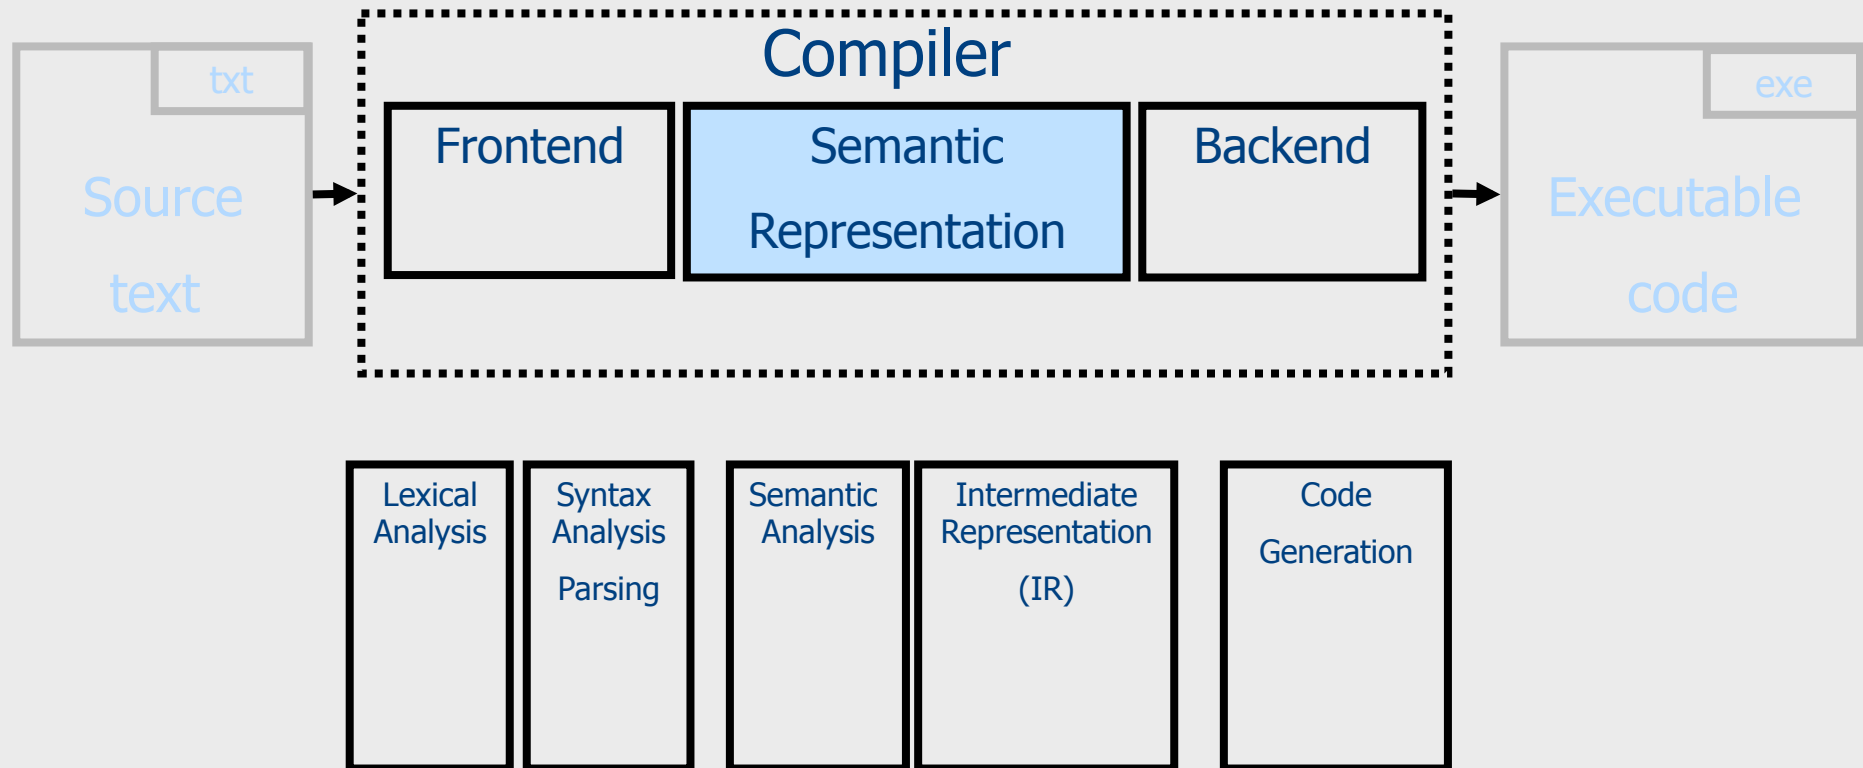 Compiler
txt
Source
text
Frontend
Semantic
Representation
Backend
exe
Executable
code
Lexical
Analysis
Syntax
Analysis
Parsing
Semantic
Analysis
Intermediate
Representation
(IR)
Code
Generation